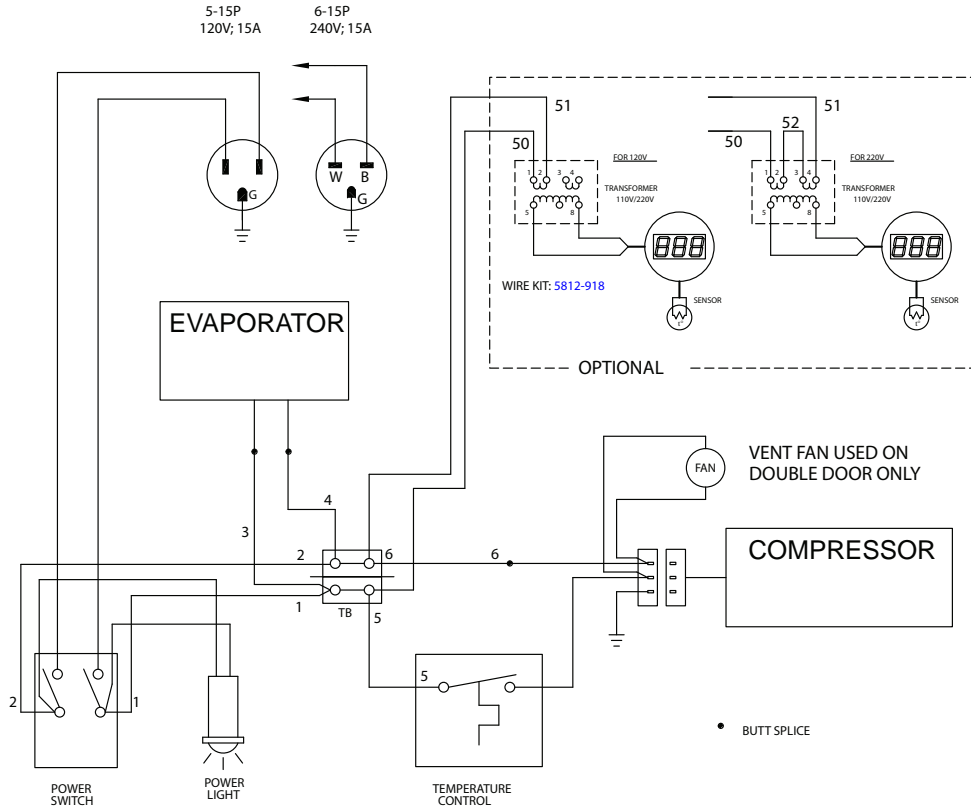 5-15P
120V; 15A
6-15P
240V; 15A
G
W
B
G
51
50
FOR 120V
1 2 3 4
TRANSFORMER
110V/220V
5
8
888
WIRE KIT: 5812-918
SENSOR
t°
51
52
50
FOR 220V
1 2 3 4
TRANSFORMER
110V/220V
5
8
888
SENSOR
t°
OPTIONAL
EVAPORATOR
3
4
2
6
6
1
TB
5
FAN
VENT FAN USED ON
DOUBLE DOOR ONLY
COMPRESSOR
2
1
5
POWER
SWITCH
POWER
LIGHT
TEMPERATURE
CONTROL
BUTT SPLICE